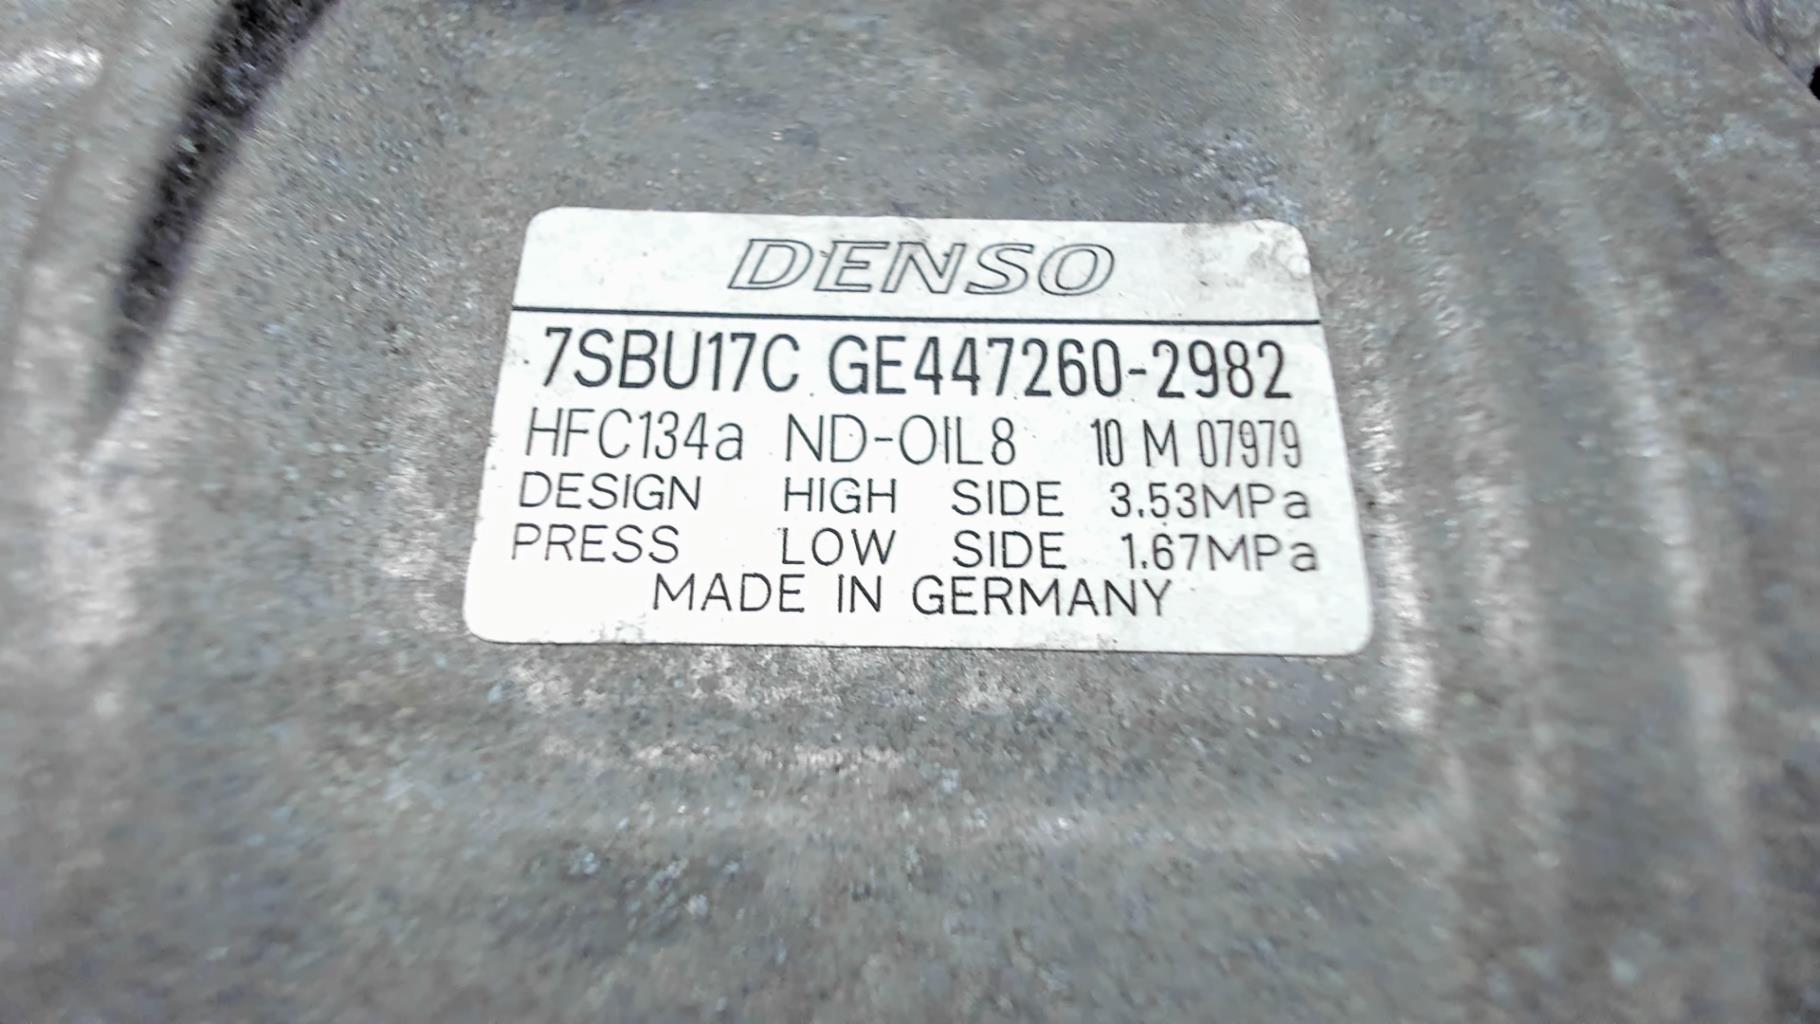 DENSO
7SBU17C GE447260-2982
HFC134a ND-OIL8 10 M 07979
DESIGN HIGH SIDE 3.53MPa
PRESS LOW SIDE 1.67MPa
MADE IN GERMANY